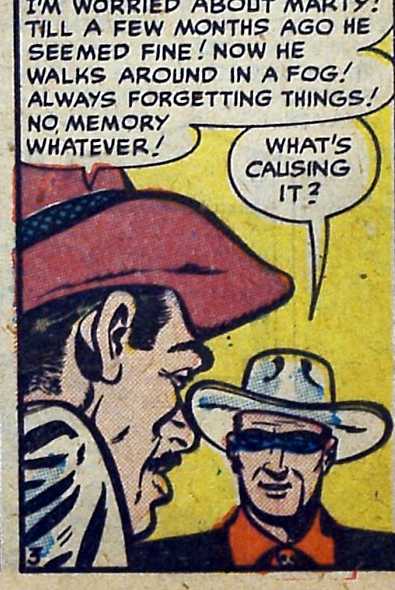 I'M WORRIED ABOUT MARTY!
TILL A FEW MONTHS AGO HE
SEEMED FINE! NOW HE
WALKS AROUND IN A FOG!
ALWAYS FORGETTING THINGS!
NO MEMORY
WHATEVER!
WHAT'S
CAUSING
IT?
3